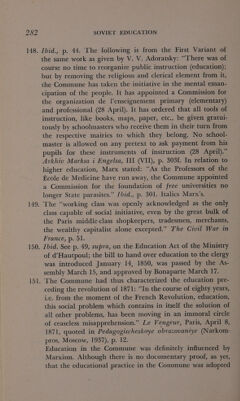 282 SOVIET EDUCATION
148. Ibid., p. 44. The following is from the First Variant of
the same work as given by V. V. Adoratsky: "There was of
course no time to reorganize public instruction (education);
but by removing the religious and clerical element from it,
the Commune has taken the initiative in the mental eman-
cipation of the people. It has appointed a Commission for
the organization de l'enseignement primary (elementary)
and professional (28 April). It has ordered that all tools of
instruction, like books, maps, paper, etc., be given gratui-
tously by schoolmasters who receive them in their turn from
the respective mairies to which they belong. No school-
master is allowed on any pretext to ask payment from his
pupils for these instruments of instruction (28 April)."
Arkhiv Marksa i Engelsa, III (VII), p. 303f. In relation to
higher education, Marx stated: "As the Professors of the
École de Medicine have run away, the Commune appointed
a Commission for the foundation of free universities no
longer State parasites." Ibid., p. 301. Italics Marx's.
149. The "working class was openly acknowledged as the only
class capable of social initiative, even by the great bulk of
the Paris middle-class shopkeepers, tradesmen, merchants,
the wealthy capitalist alone excepted." The Civil War in
France, p. 51.
150. Ibid. See p. 49, supra, on the Education Act of the Ministry
of d'Hautpoul; the bill to hand over education to the clergy
was introduced January 14, 1850, was passed by the As-
sembly March 15, and approved by Bonaparte March 17.
151. The Commune had thus characterized the education pre-
ceding the revolution of 1871: "In the course of eighty years,
i.e. from the moment of the French Revolution, education,
this social problem which contains in itself the solution of
all other problems, has been moving in an immoral circle
of ceaseless misapprehension." Le Vengeur, Paris, April 8,
1871, quoted in Pedagogicheskoye obrazovaniye (Narkom-
pros, Moscow, 1937), p. 12.
Education in the Commune was definitely influenced by
Marxism. Although there is no documentary proof, as yet,
that the educational practice in the Commune was adopted